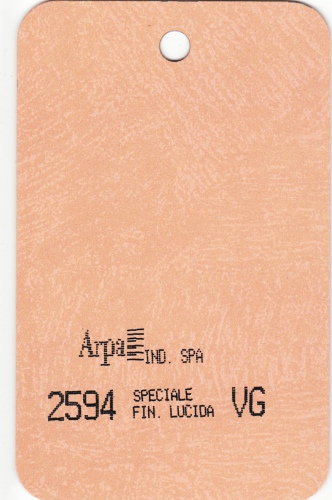 Arpa IND. SPA
2594 SPECIALE FIN. LUCIDA VG